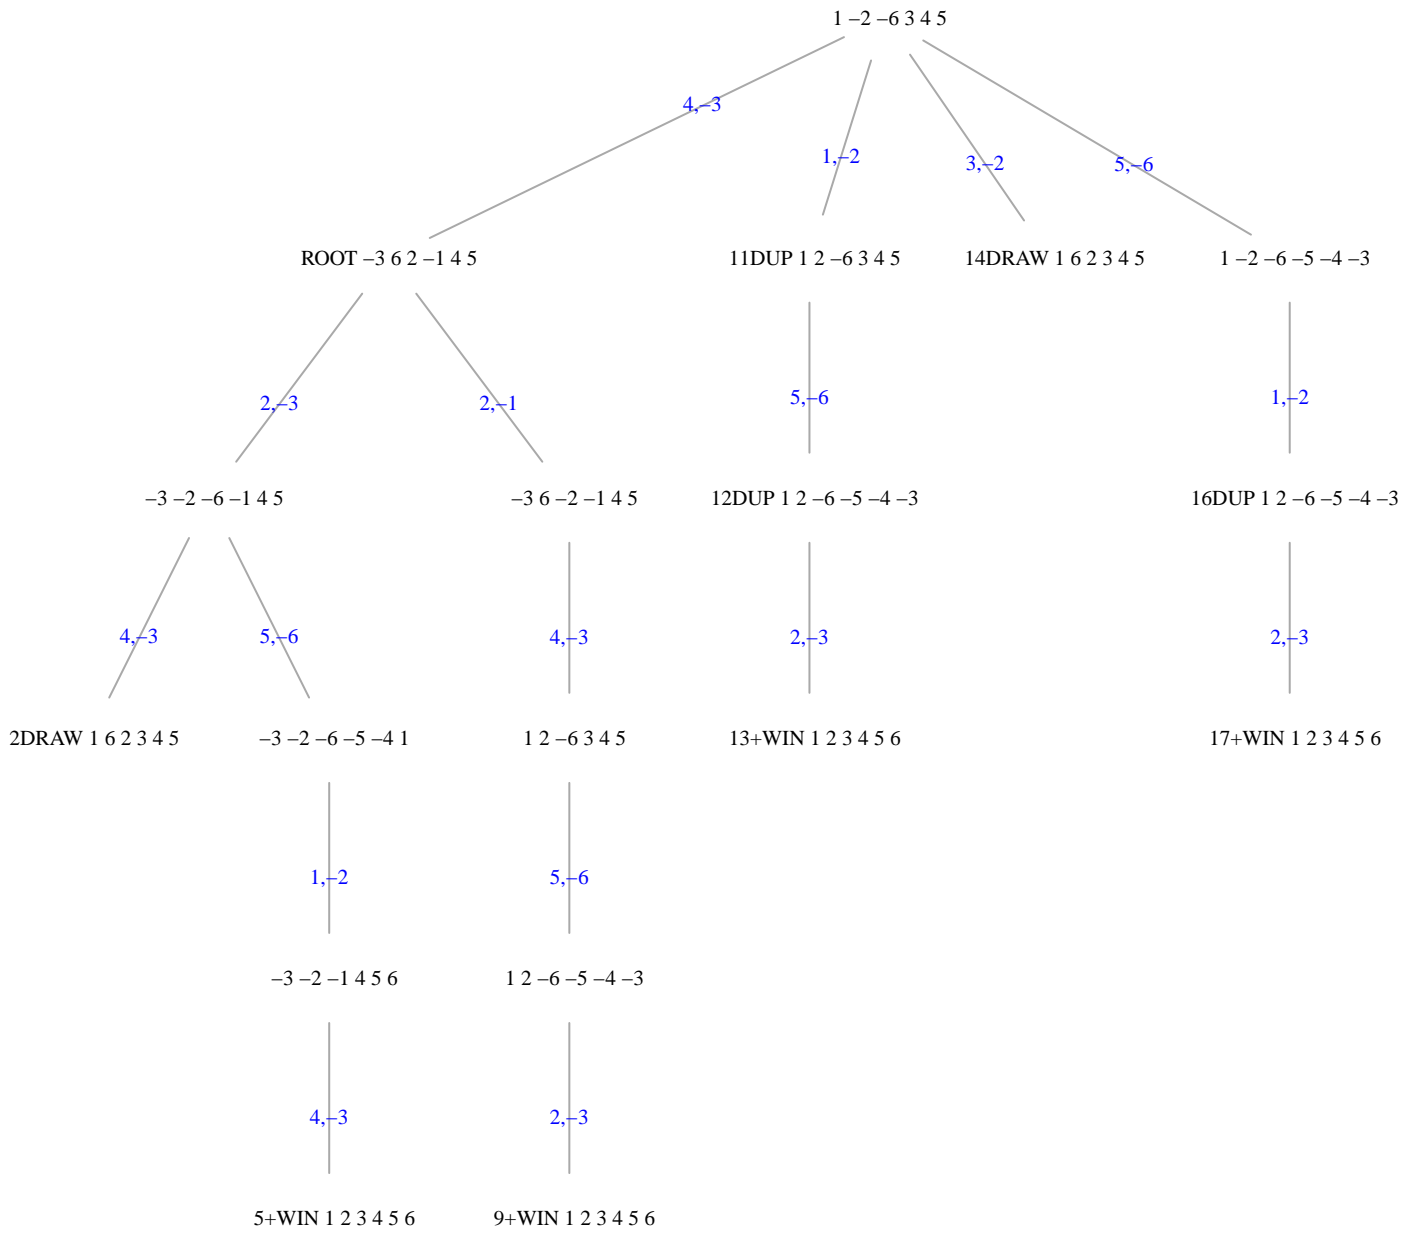 1 –2 –6 3 4 5
4,–3
1,–2
3,–2
5,–6
ROOT –3 6 2 –1 4 5
11DUP 1 2 –6 3 4 5
14DRAW 1 6 2 3 4 5
1 –2 –6 –5 –4 –3
2,–3
2,–1
5,–6
1,–2
–3 –2 –6 –1 4 5
–3 6 –2 –1 4 5
12DUP 1 2 –6 –5 –4 –3
16DUP 1 2 –6 –5 –4 –3
4,–3
5,–6
4,–3
2,–3
2,–3
2DRAW 1 6 2 3 4 5
–3 –2 –6 –5 –4 1
1 2 –6 3 4 5
13+WIN 1 2 3 4 5 6
17+WIN 1 2 3 4 5 6
1,–2
5,–6
–3 –2 –1 4 5 6
1 2 –6 –5 –4 –3
4,–3
2,–3
5+WIN 1 2 3 4 5 6
9+WIN 1 2 3 4 5 6